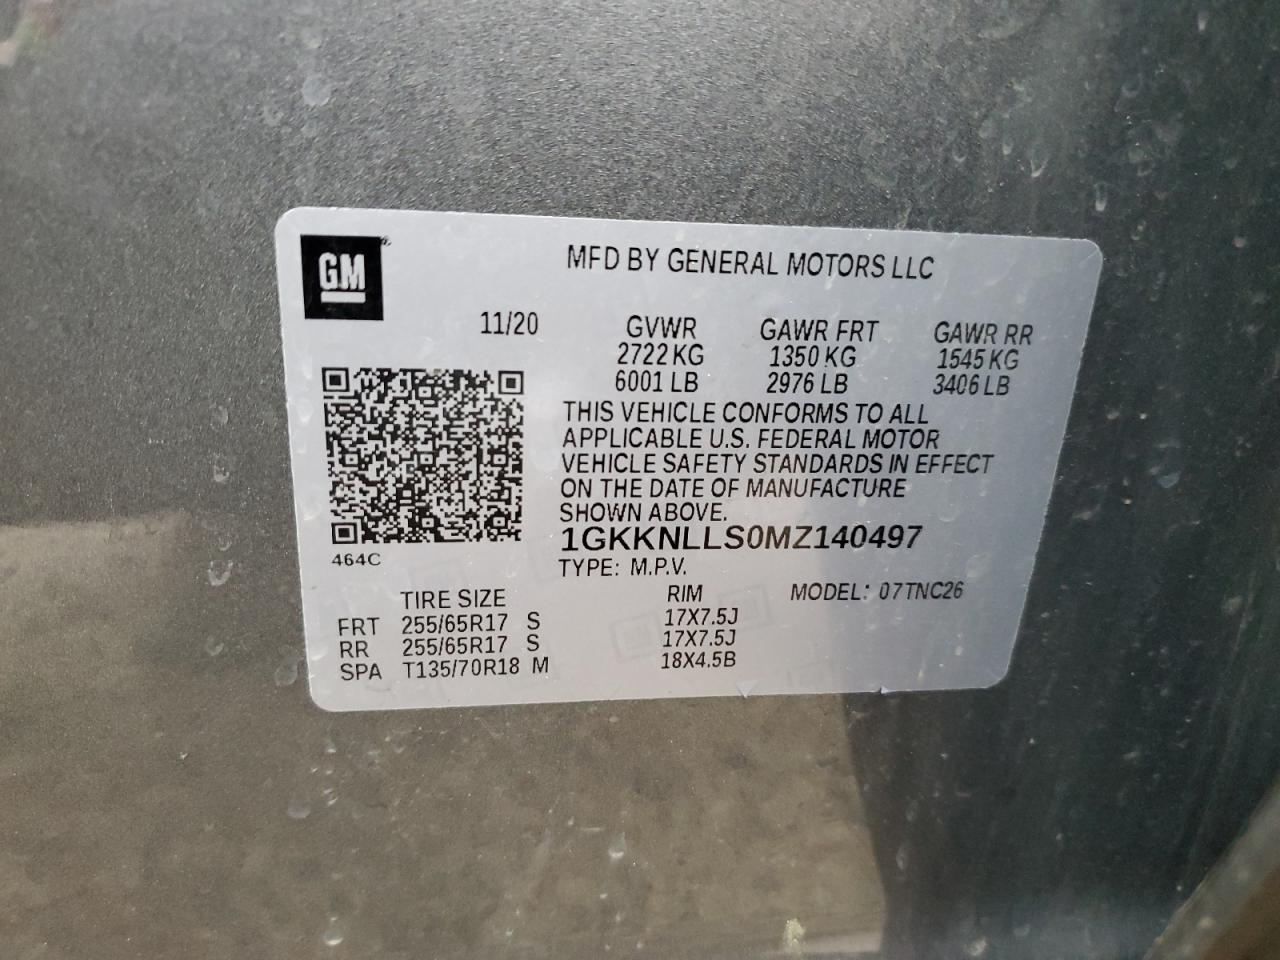 GM
MFD BY GENERAL MOTORS LLC
11/20 GVWR GAWR FRT GAWR RR
2722 KG 1350 KG 1545 KG
6001 LB 2976 LB 3406 LB
THIS VEHICLE CONFORMS TO ALL
APPLICABLE U.S. FEDERAL MOTOR
VEHICLE SAFETY STANDARDS IN EFFECT
ON THE DATE OF MANUFACTURE
SHOWN ABOVE.
1GKKNLLS0MZ140497
464C
TYPE: M.P.V.
TIRE SIZE RIM MODEL: 07TNC26
FRT 255/65R17 S 17X7.5J
RR 255/65R17 S 17X7.5J
SPA T135/70R18 M 18X4.5B